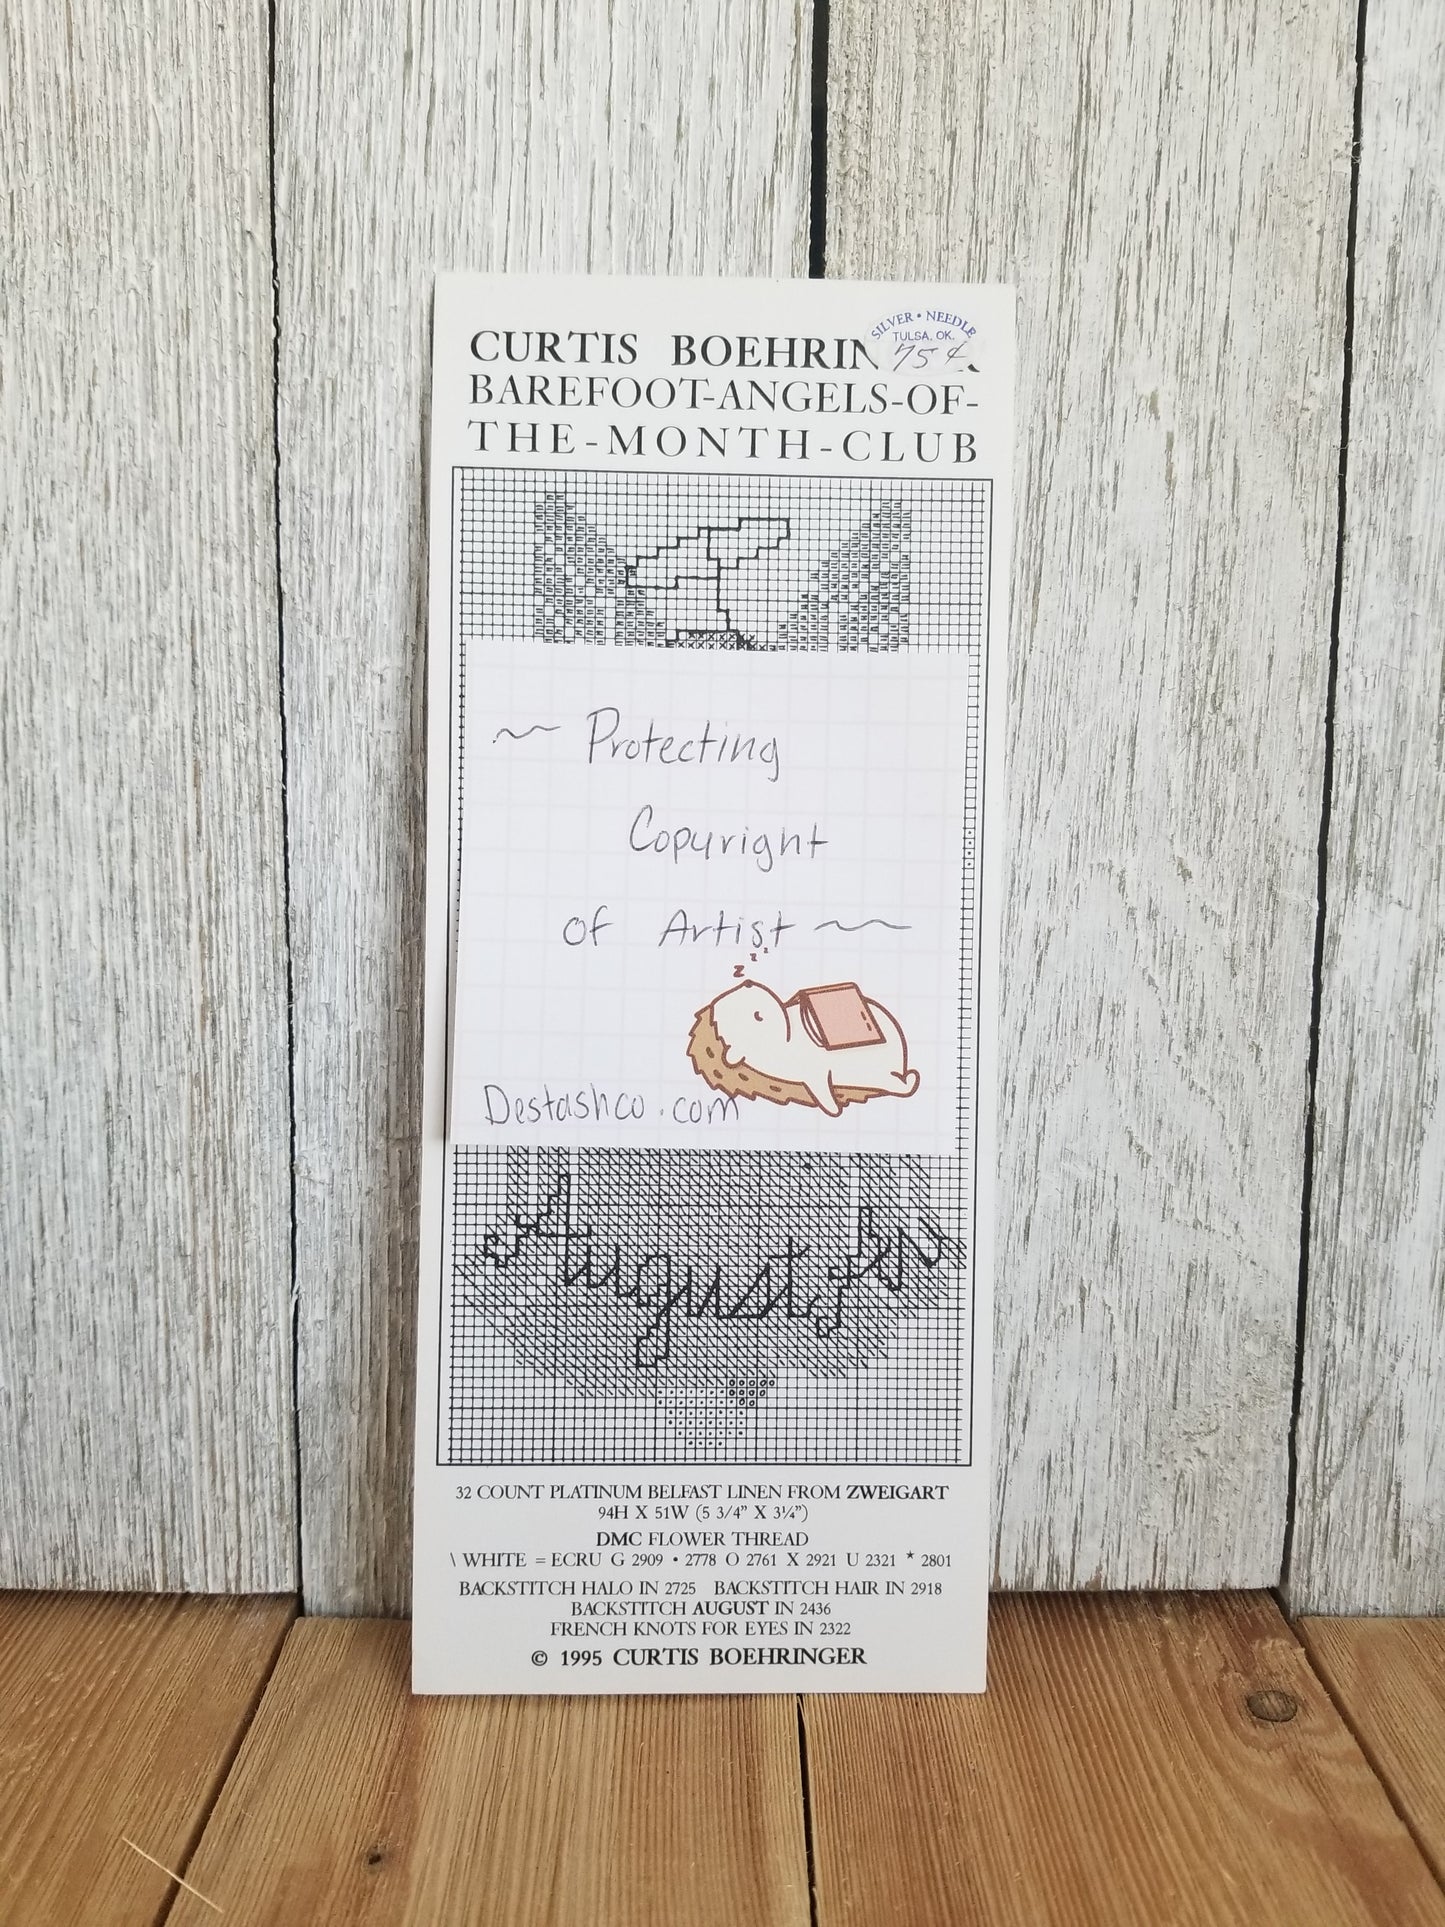 SILVER • NEEDLE
TULSA, OK.
75 ¢
CURTIS BOEHRIN
BAREFOOT-ANGELS-OF-
THE-MONTH-CLUB
~ Protecting
Copyright
of Artist ~~
z z z
Destashco.com
August
32 COUNT PLATINUM BELFAST LINEN FROM ZWEIGART
94H X 51W (5 3/4" X 3¼")
DMC FLOWER THREAD
\ WHITE = ECRU G 2909 • 2778 O 2761 X 2921 U 2321 * 2801
BACKSTITCH HALO IN 2725 BACKSTITCH HAIR IN 2918
BACKSTITCH AUGUST IN 2436
FRENCH KNOTS FOR EYES IN 2322
© 1995 CURTIS BOEHRINGER